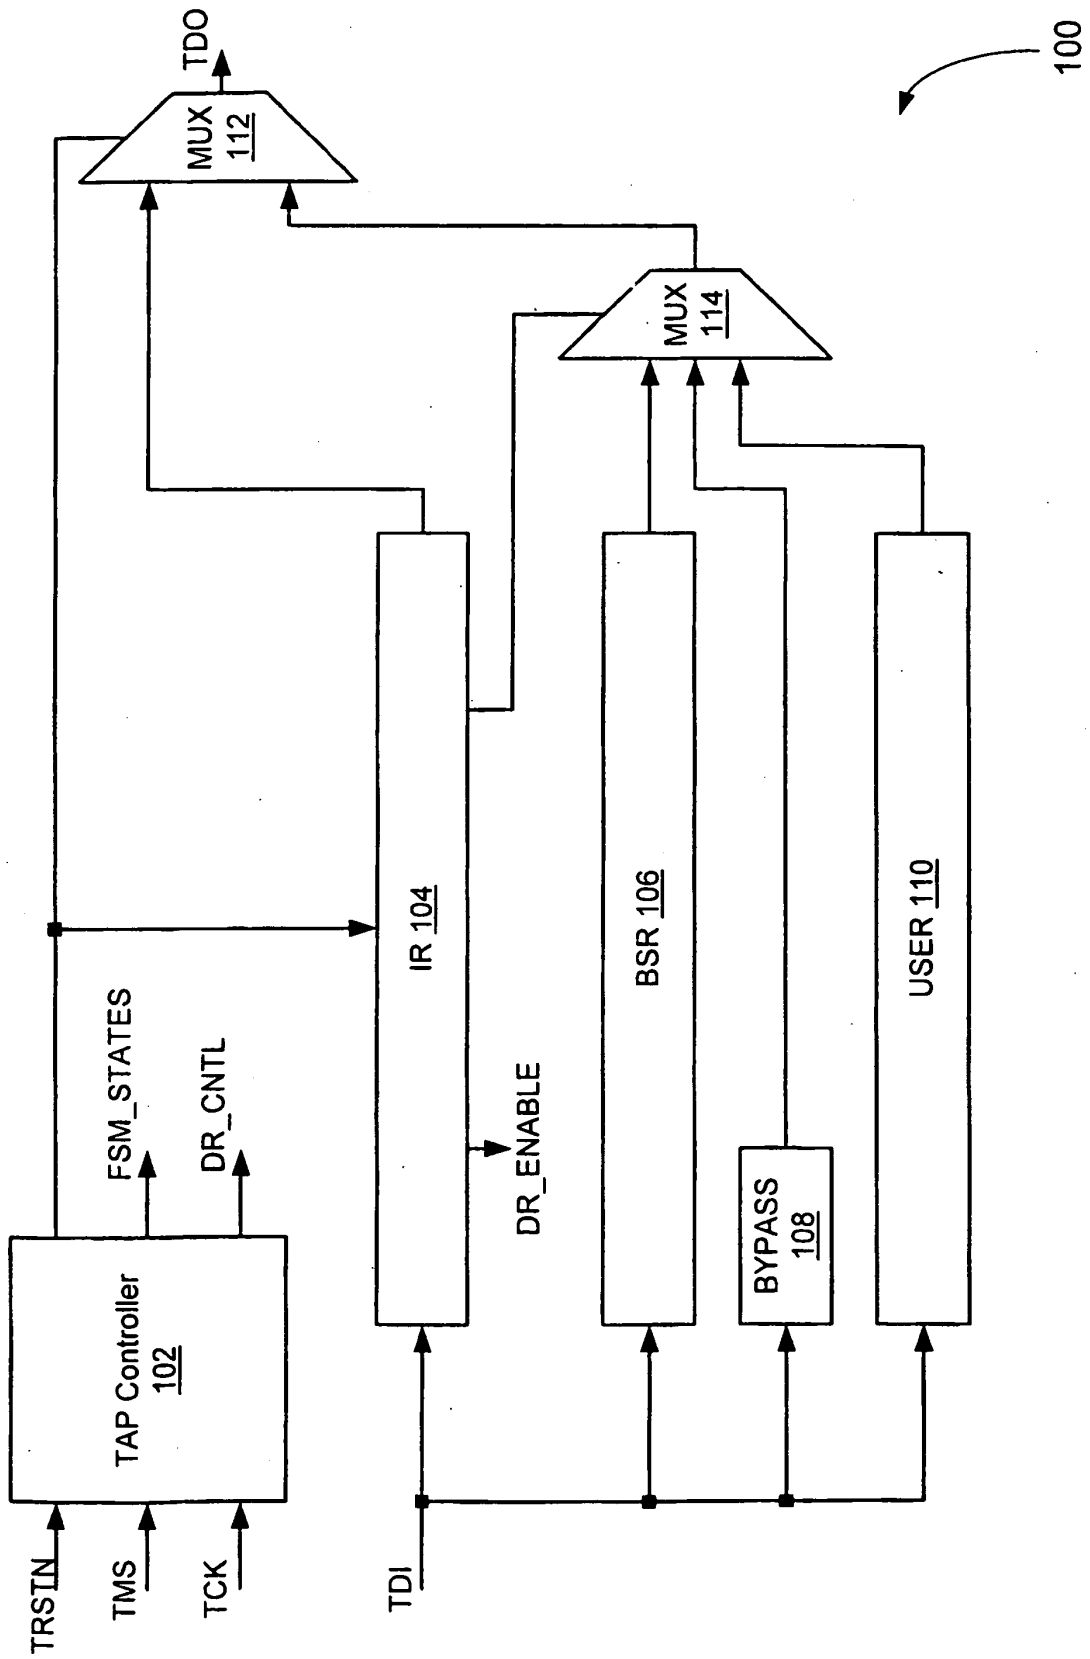 TRSTN
TMS
TCK
TAP Controller
102
FSM_STATES
DR_CNTL
TDI
IR 104
DR_ENABLE
BSR 106
BYPASS
108
USER 110
MUX
114
MUX
112
TDO
100